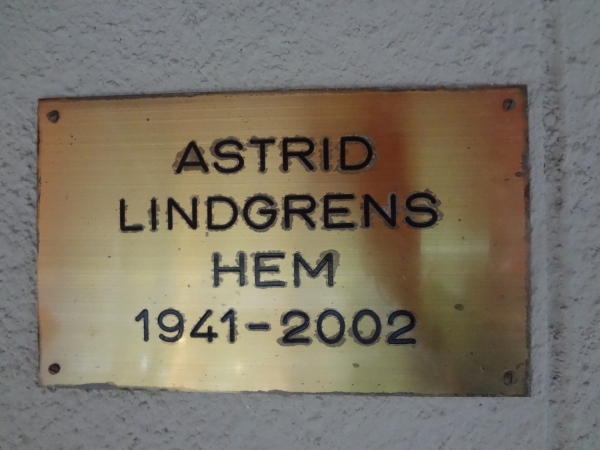 ASTRID
LINDGRENS
HEM
1941-2002